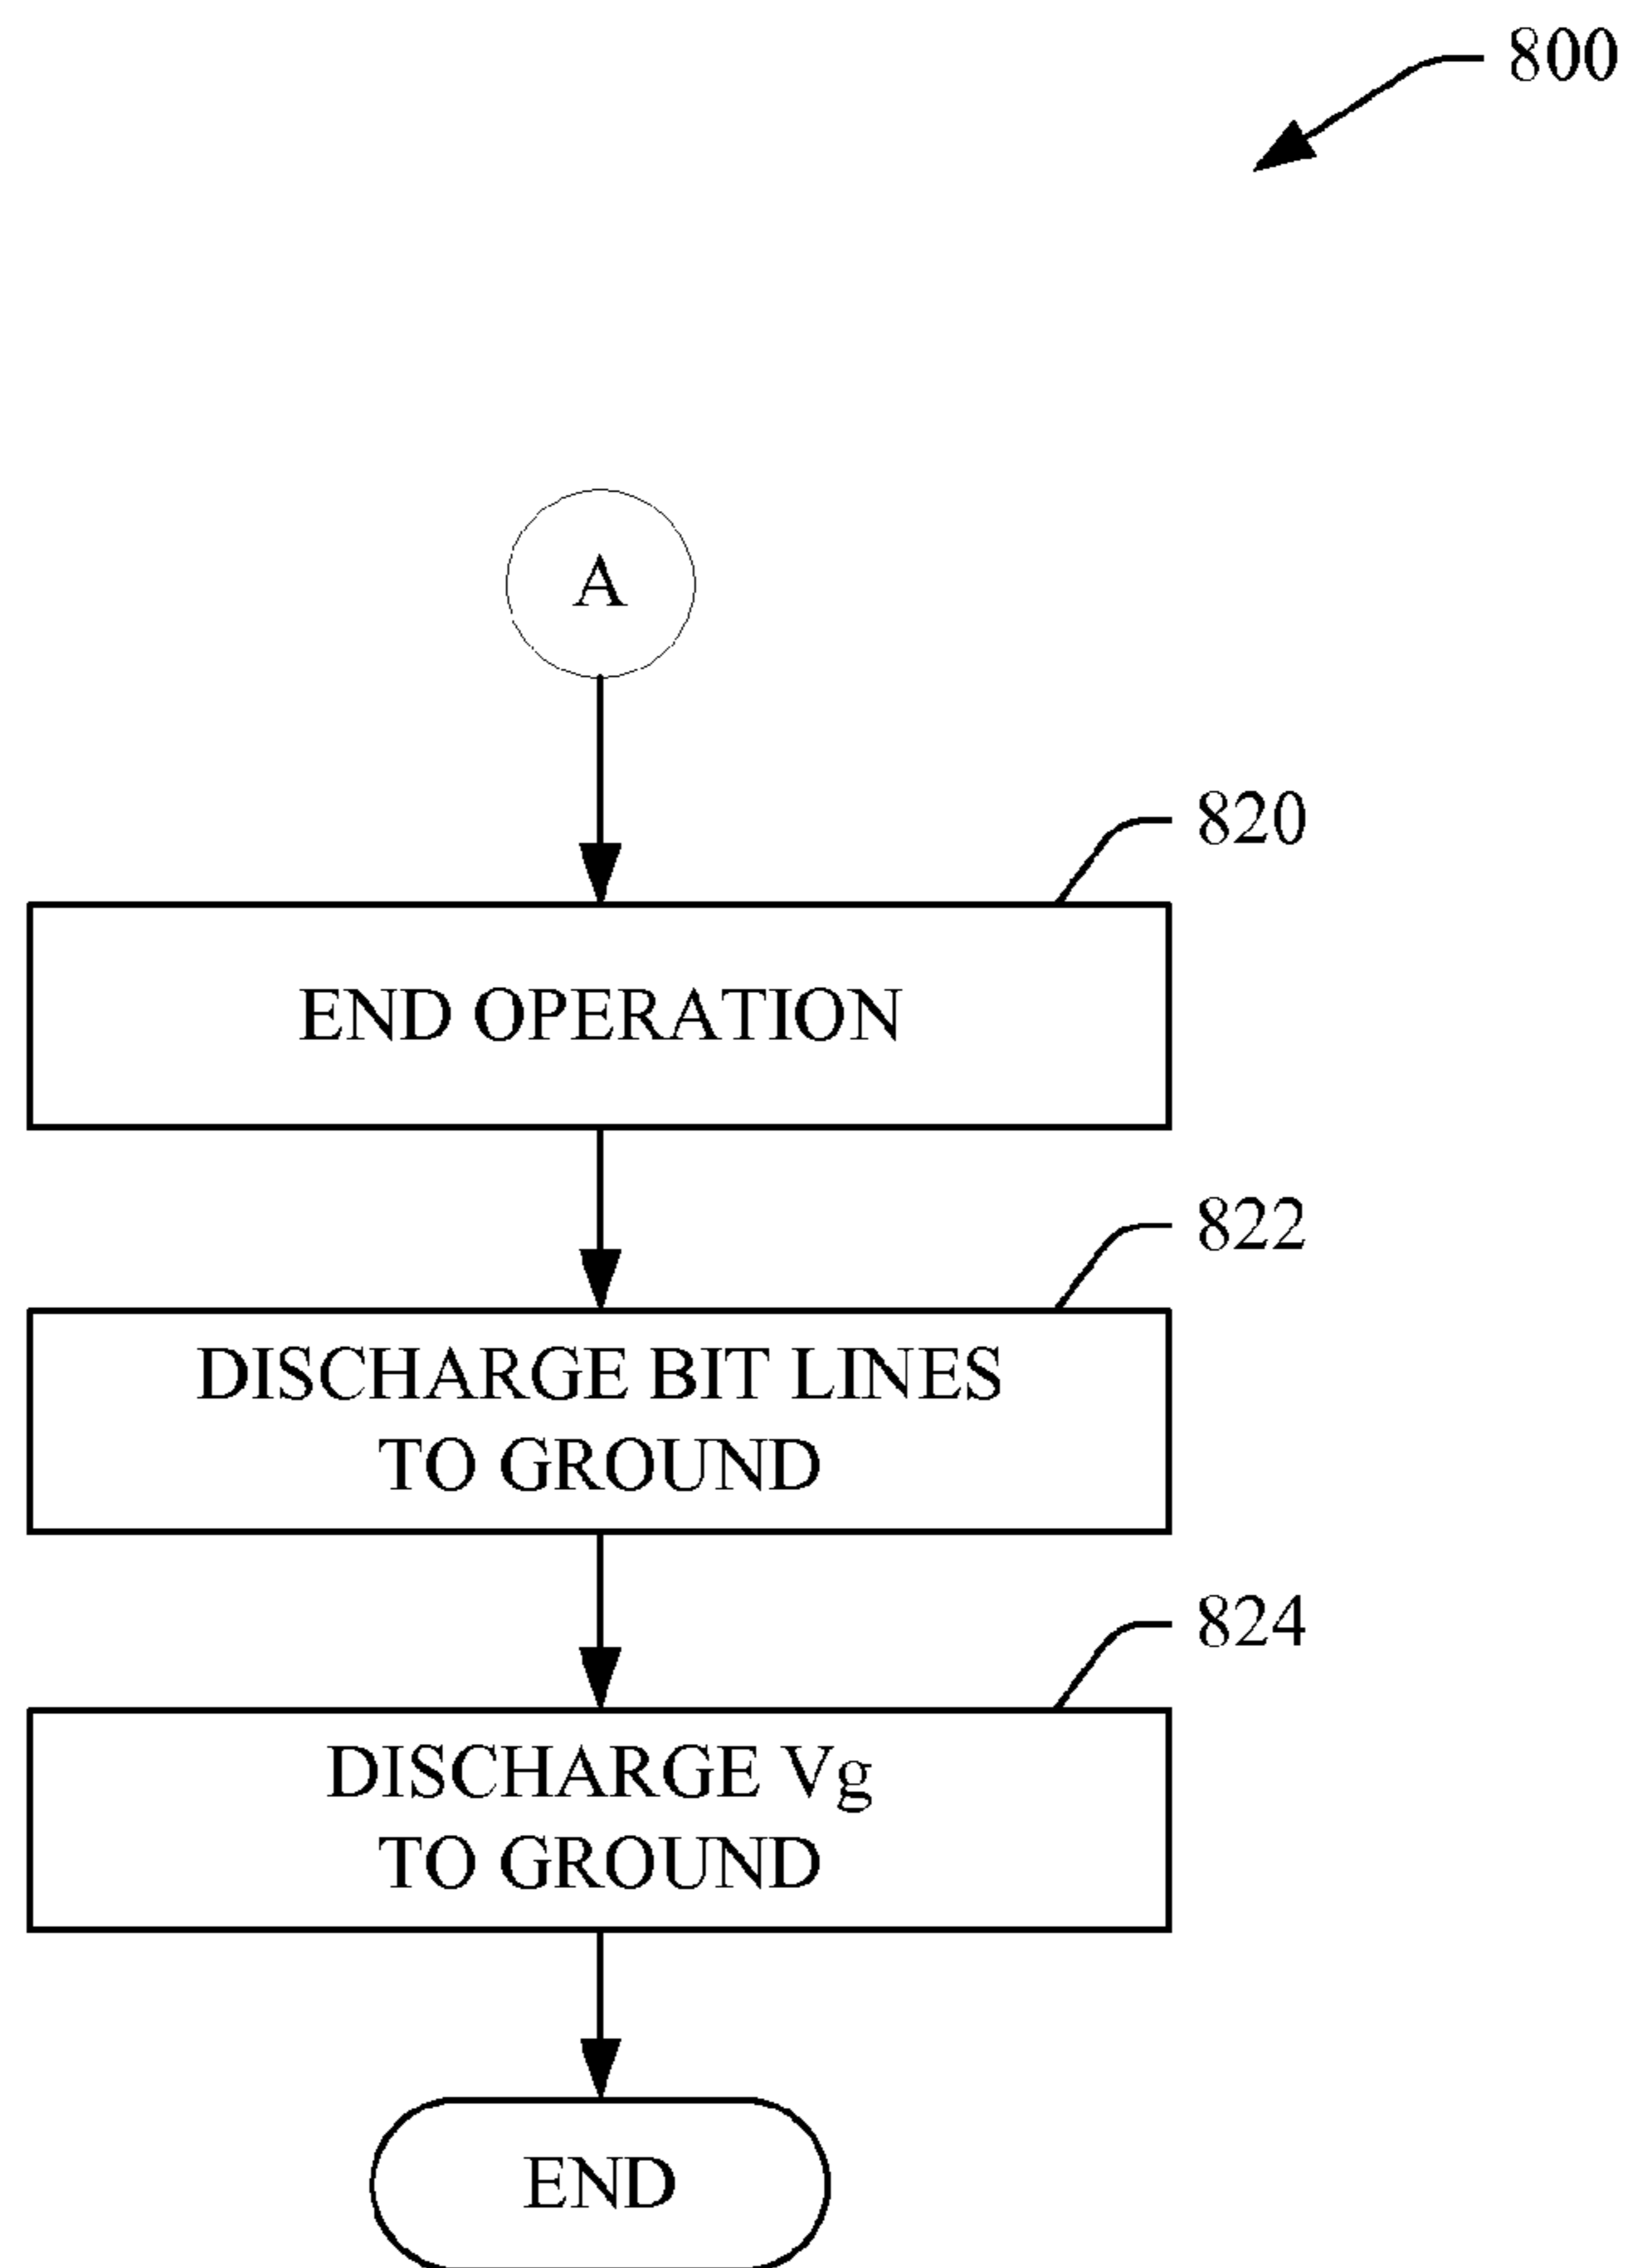 800
A
820
END OPERATION
822
DISCHARGE BIT LINES
TO GROUND
824
DISCHARGE Vg
TO GROUND
END